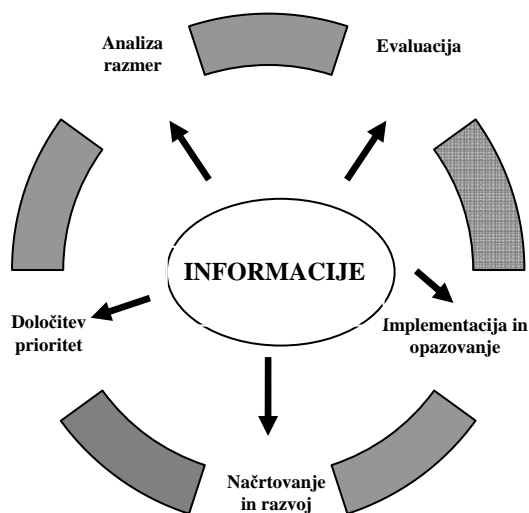 Analiza
razmer
Evaluacija
INFORMACIJE
Določitev
prioritet
Implementacija in
opazovanje
Načrtovanje
in razvoj